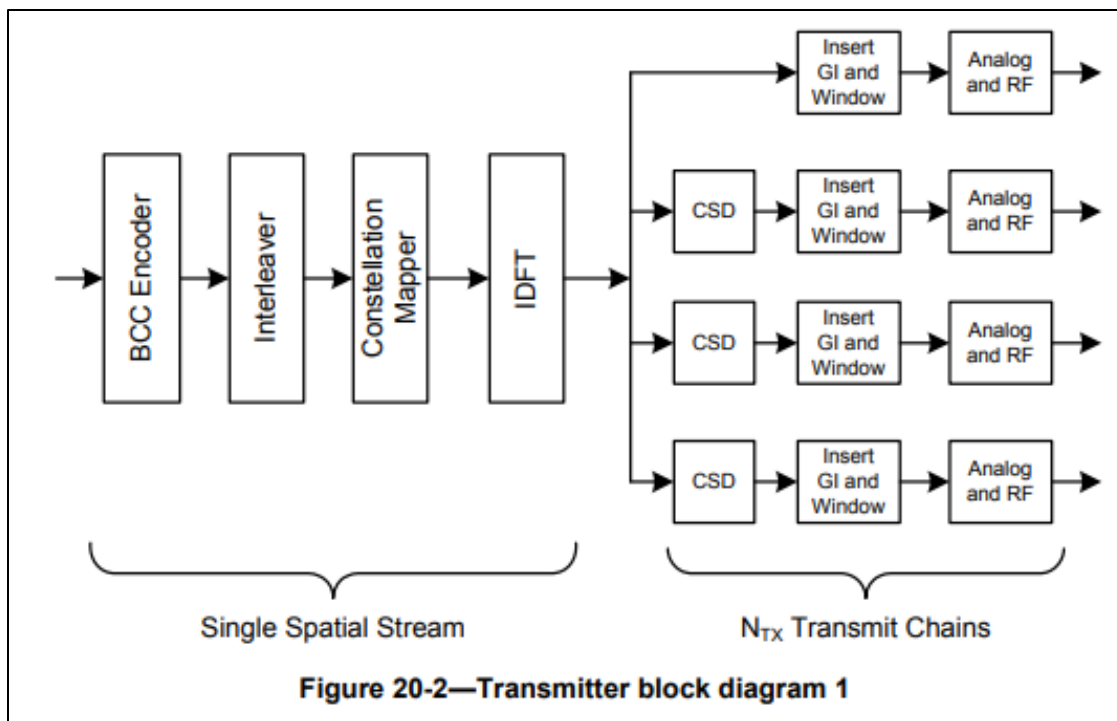 Insert
GI and
Window
Analog
and RF
BCC Encoder
Interleaver
Constellation
Mapper
IDFT
CSD
Insert
GI and
Window
Analog
and RF
CSD
Insert
GI and
Window
Analog
and RF
CSD
Insert
GI and
Window
Analog
and RF
Single Spatial Stream
N_TX Transmit Chains
Figure 20-2—Transmitter block diagram 1